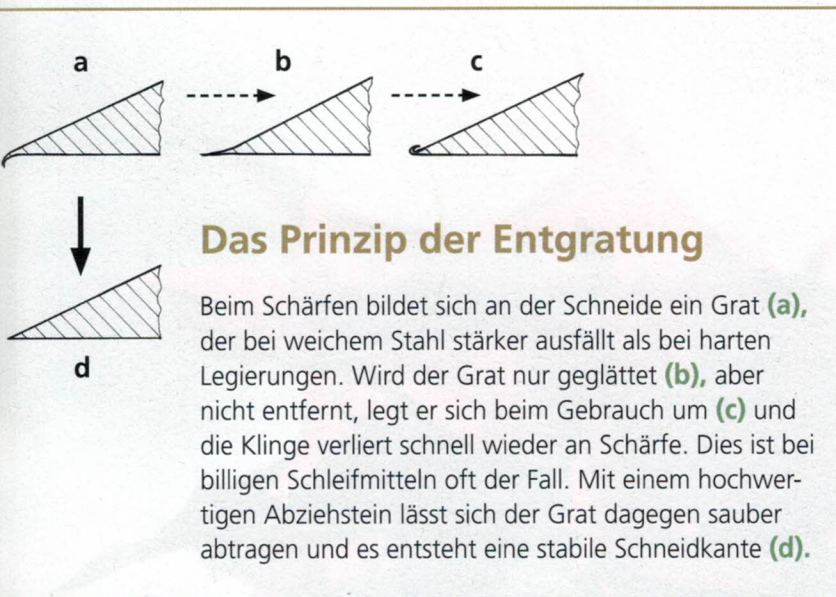 a b c
d
Das Prinzip der Entgratung
Beim Schärfen bildet sich an der Schneide ein Grat (a),
der bei weichem Stahl stärker ausfällt als bei harten
Legierungen. Wird der Grat nur geglättet (b), aber
nicht entfernt, legt er sich beim Gebrauch um (c) und
die Klinge verliert schnell wieder an Schärfe. Dies ist bei
billigen Schleifmitteln oft der Fall. Mit einem hochwer-
tigen Abziehstein lässt sich der Grat dagegen sauber
abtragen und es entsteht eine stabile Schneidkante (d).